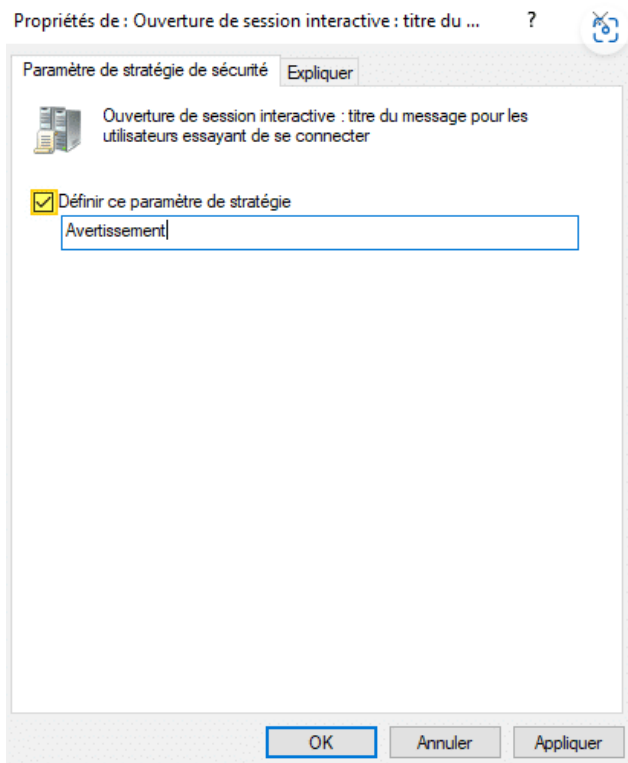 Propriétés de : Ouverture de session interactive : titre du ... ?
Paramètre de stratégie de sécurité Expliquer
Ouverture de session interactive : titre du message pour les
utilisateurs essayant de se connecter
Définir ce paramètre de stratégie
Avertissement
OK Annuler Appliquer